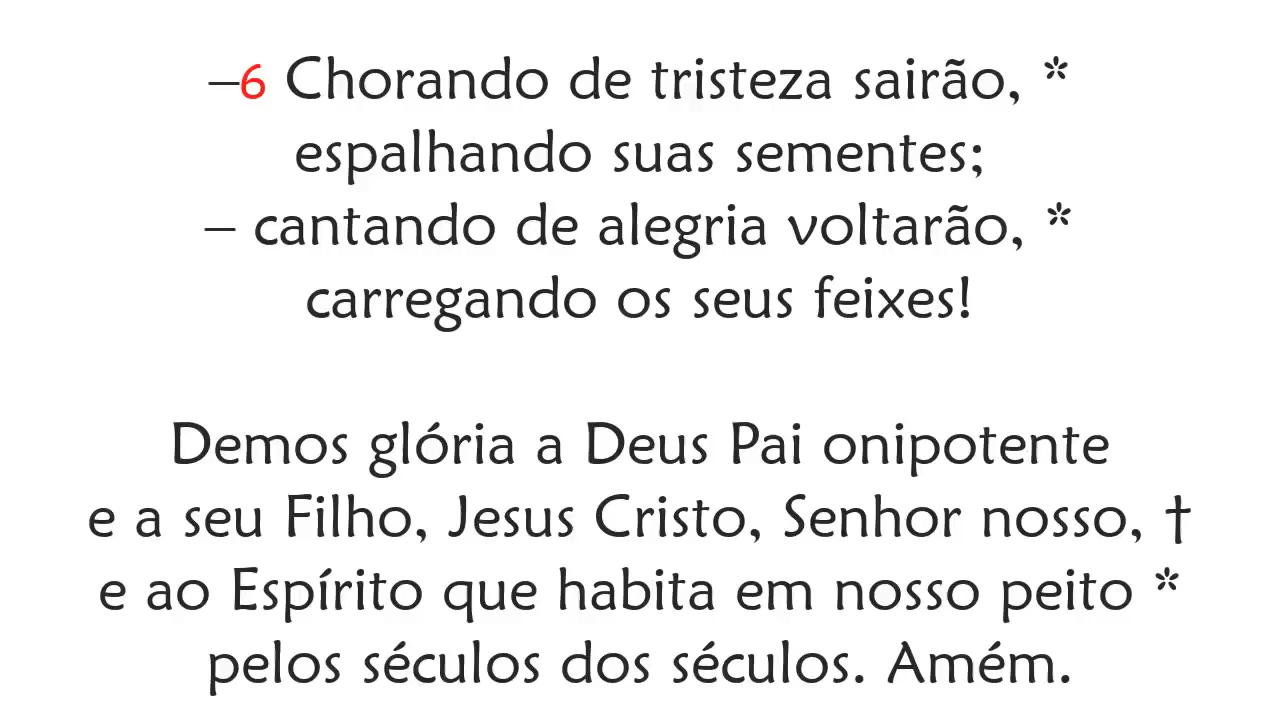 –6 Chorando de tristeza sairão, *
espalhando suas sementes;
– cantando de alegria voltarão, *
carregando os seus feixes!
Demos glória a Deus Pai onipotente
e a seu Filho, Jesus Cristo, Senhor nosso, †
e ao Espírito que habita em nosso peito *
pelos séculos dos séculos. Amém.